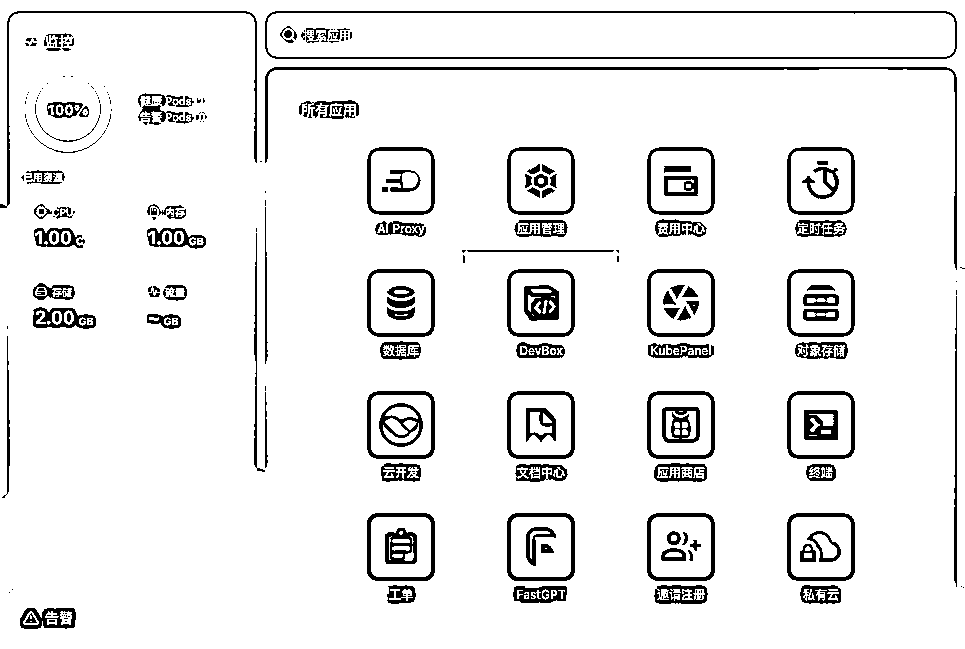 监控
搜索应用
100%
健康 Pods
告警 Pods
所有应用
已用资源
CPU
内存
1.00 C
1.00 GB
存储
流量
2.00 GB
~ GB
AI Proxy
应用管理
费用中心
定时任务
数据库
DevBox
KubePanel
对象存储
云开发
文档中心
应用商店
终端
工单
FastGPT
邀请注册
私有云
告警